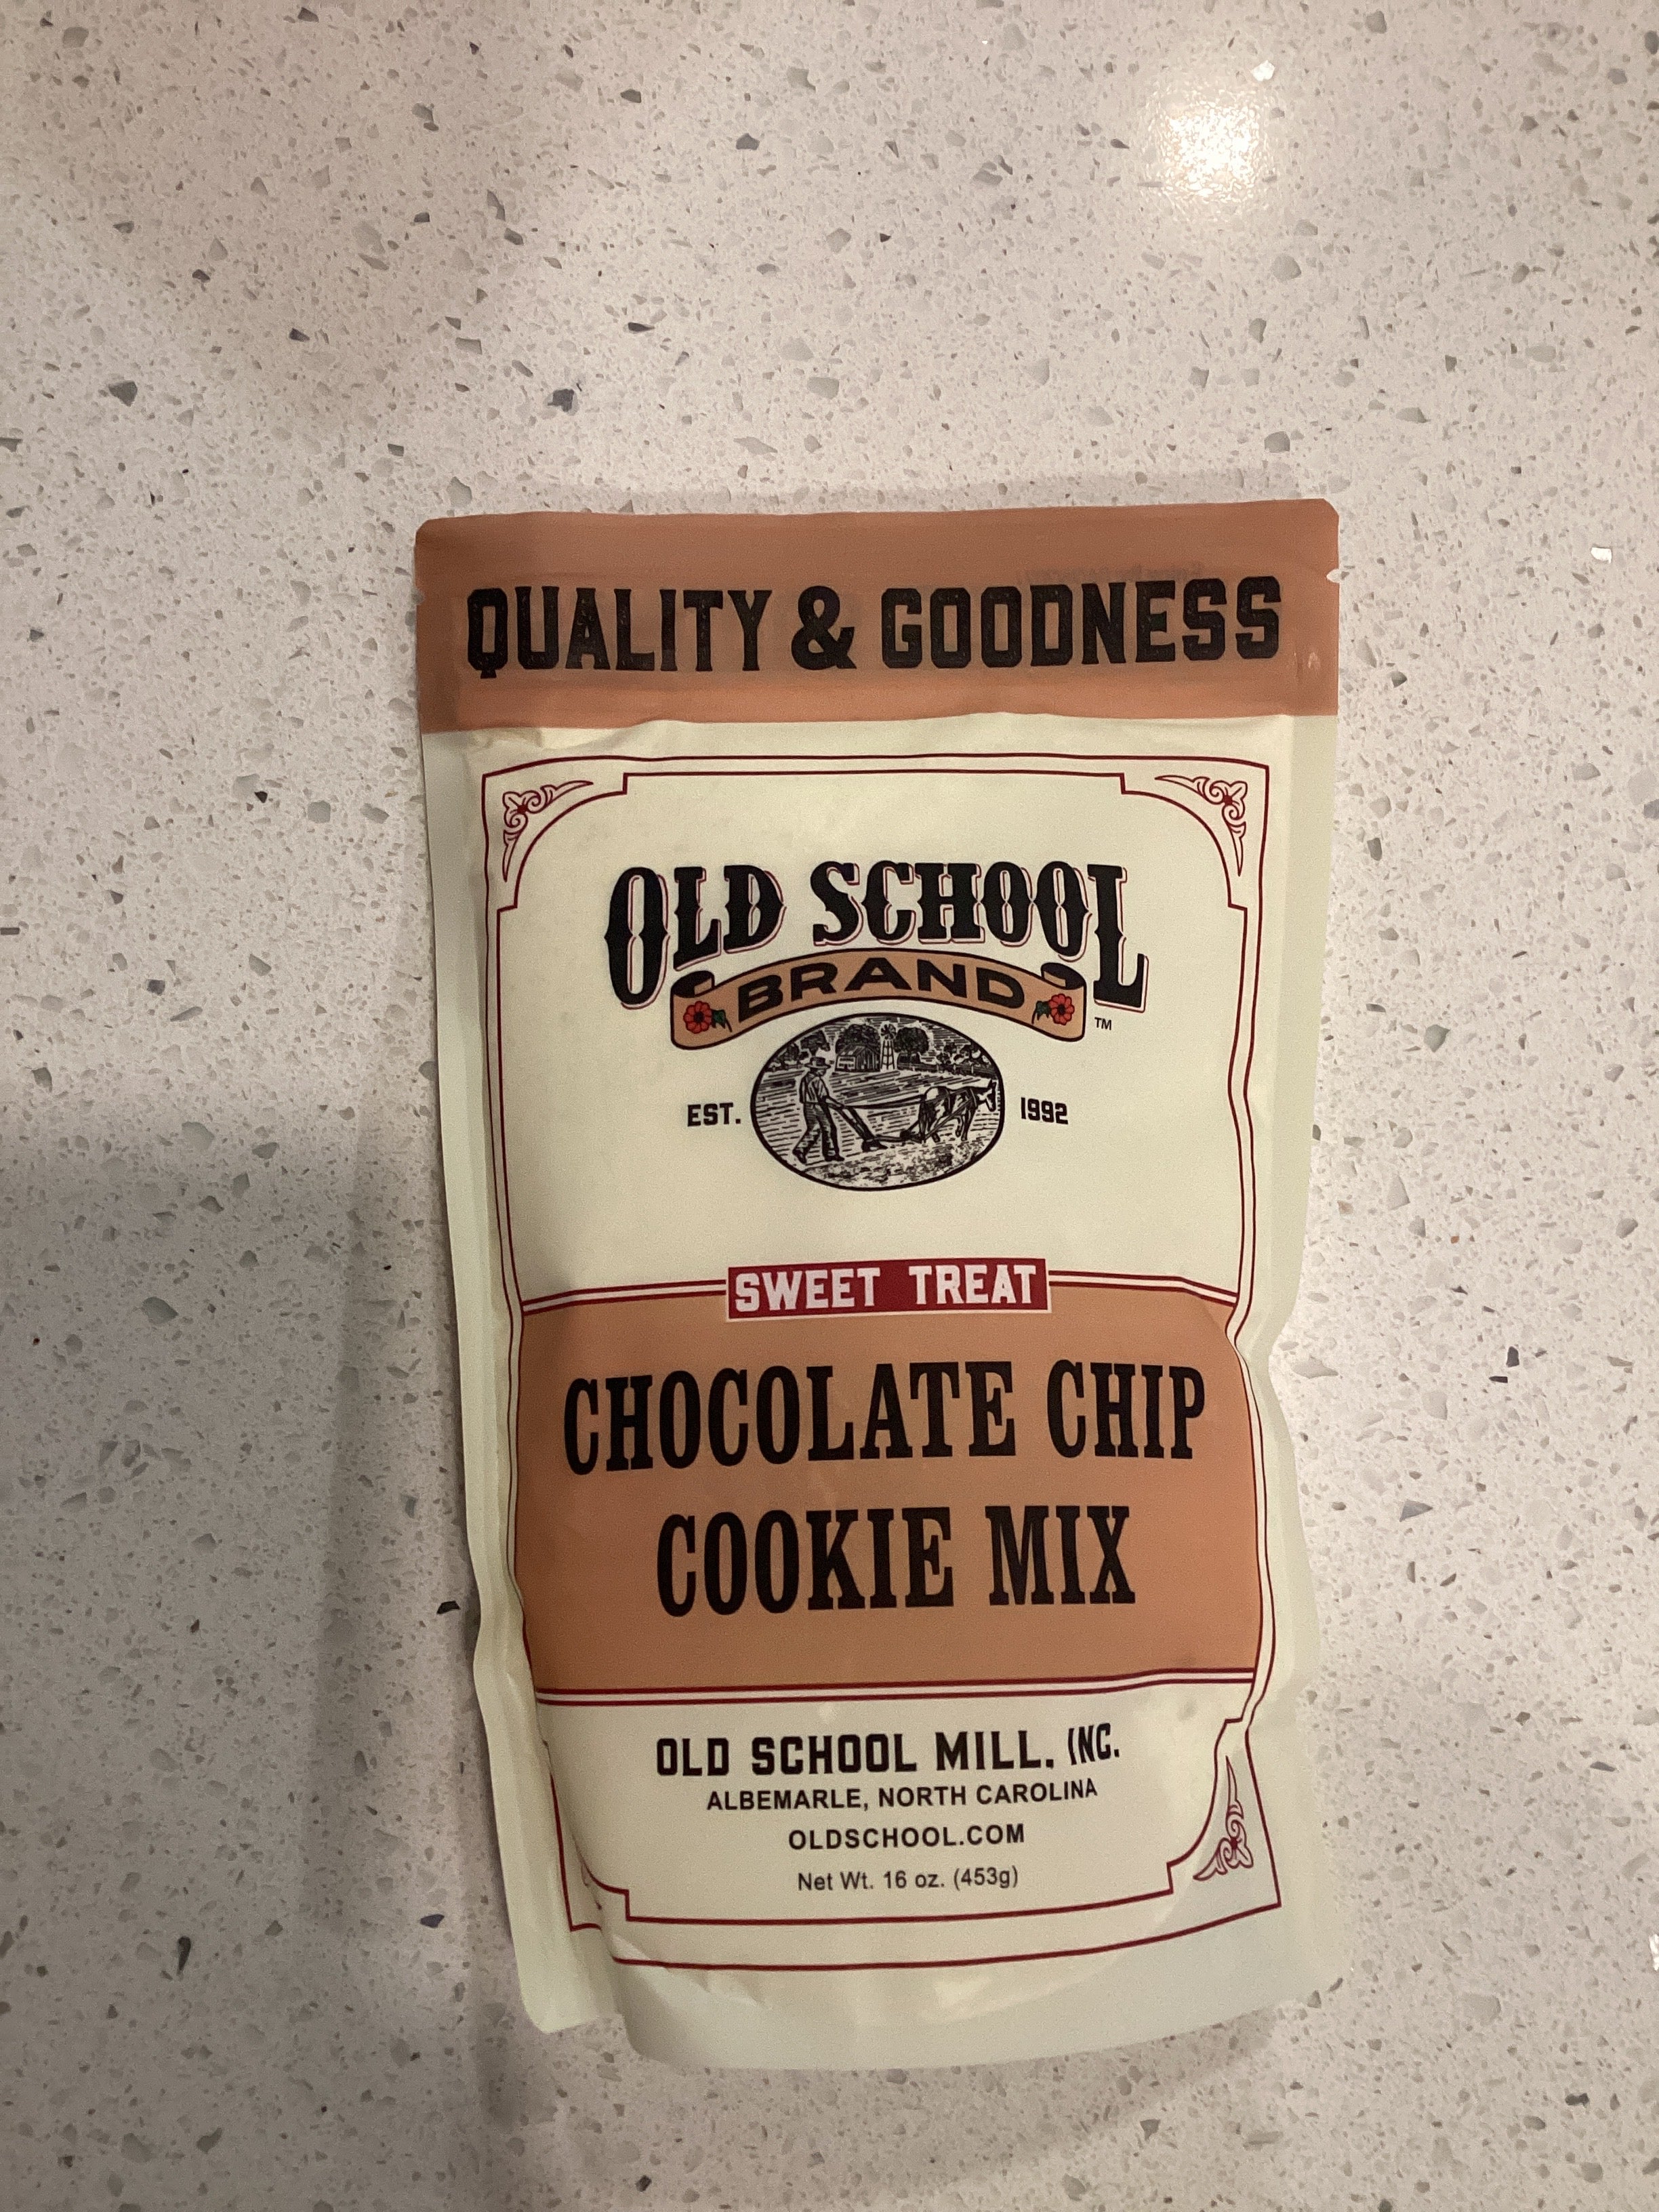 QUALITY & GOODNESS
OLD SCHOOL
BRAND
TM
EST. 1992
SWEET TREAT
CHOCOLATE CHIP
COOKIE MIX
OLD SCHOOL MILL, INC.
ALBEMARLE, NORTH CAROLINA
OLDSCHOOL.COM
Net Wt. 16 oz. (453g)